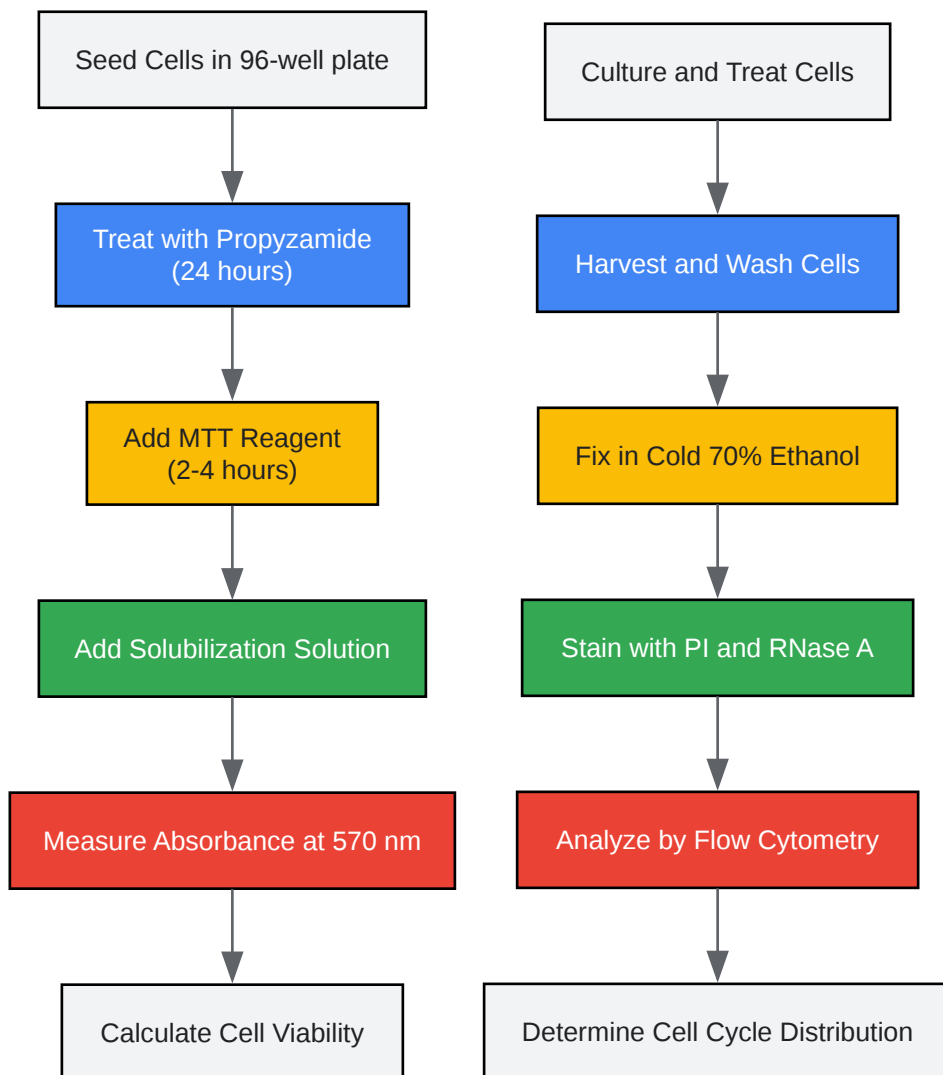 Seed Cells in 96-well plate
Treat with Propyzamide
(24 hours)
Add MTT Reagent
(2-4 hours)
Add Solubilization Solution
Measure Absorbance at 570 nm
Calculate Cell Viability
Culture and Treat Cells
Harvest and Wash Cells
Fix in Cold 70% Ethanol
Stain with PI and RNase A
Analyze by Flow Cytometry
Determine Cell Cycle Distribution